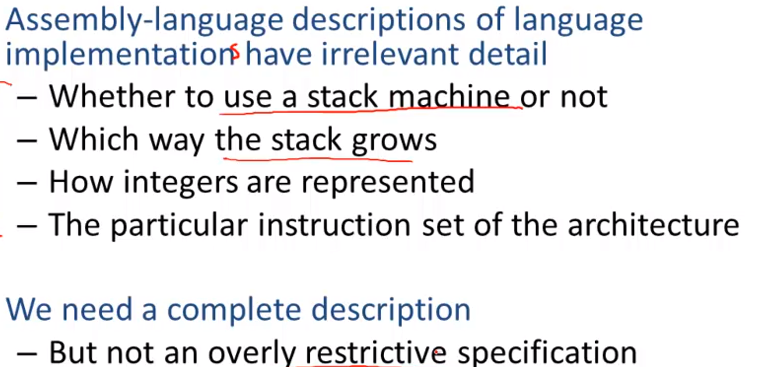 Assembly-language descriptions of language
implementations have irrelevant detail
– Whether to use a stack machine or not
– Which way the stack grows
– How integers are represented
– The particular instruction set of the architecture
We need a complete description
– But not an overly restrictive specification